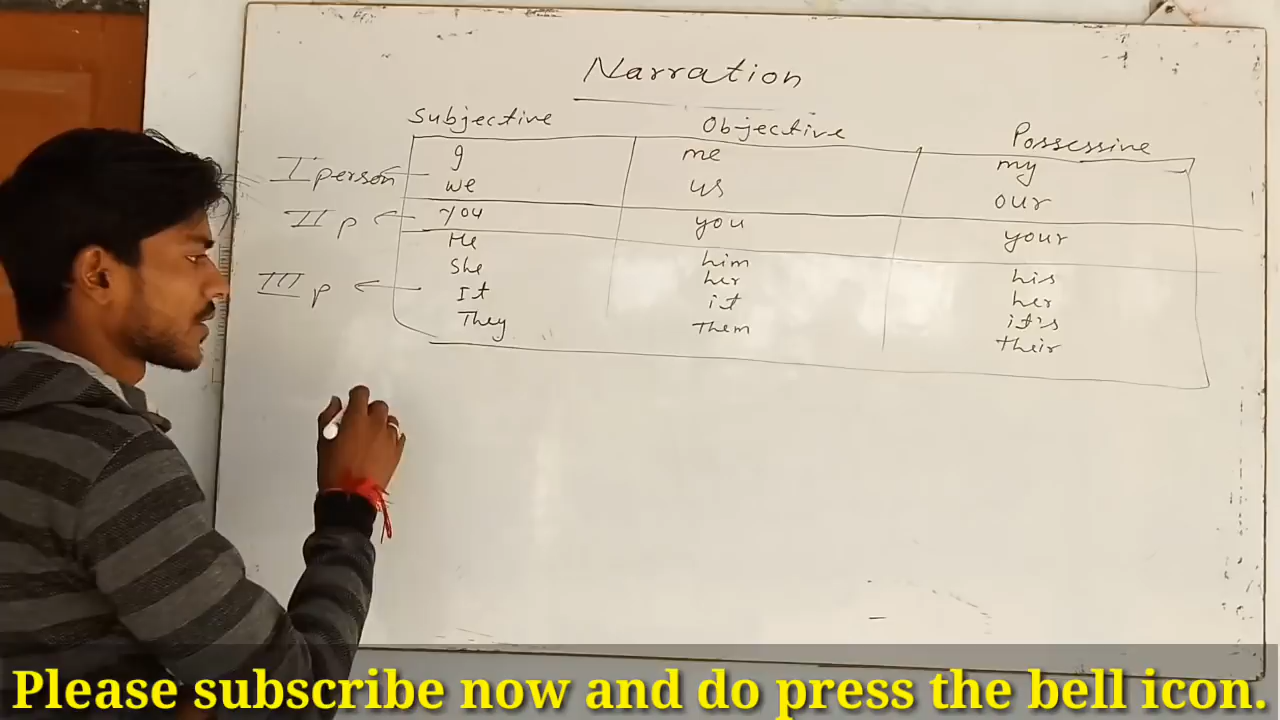 Narration
Subjective Objective Possessive
I person I me my
we us our
II p you you your
He him his
She her her
III p It it it's
They Them their
Please subscribe now and do press the bell icon.